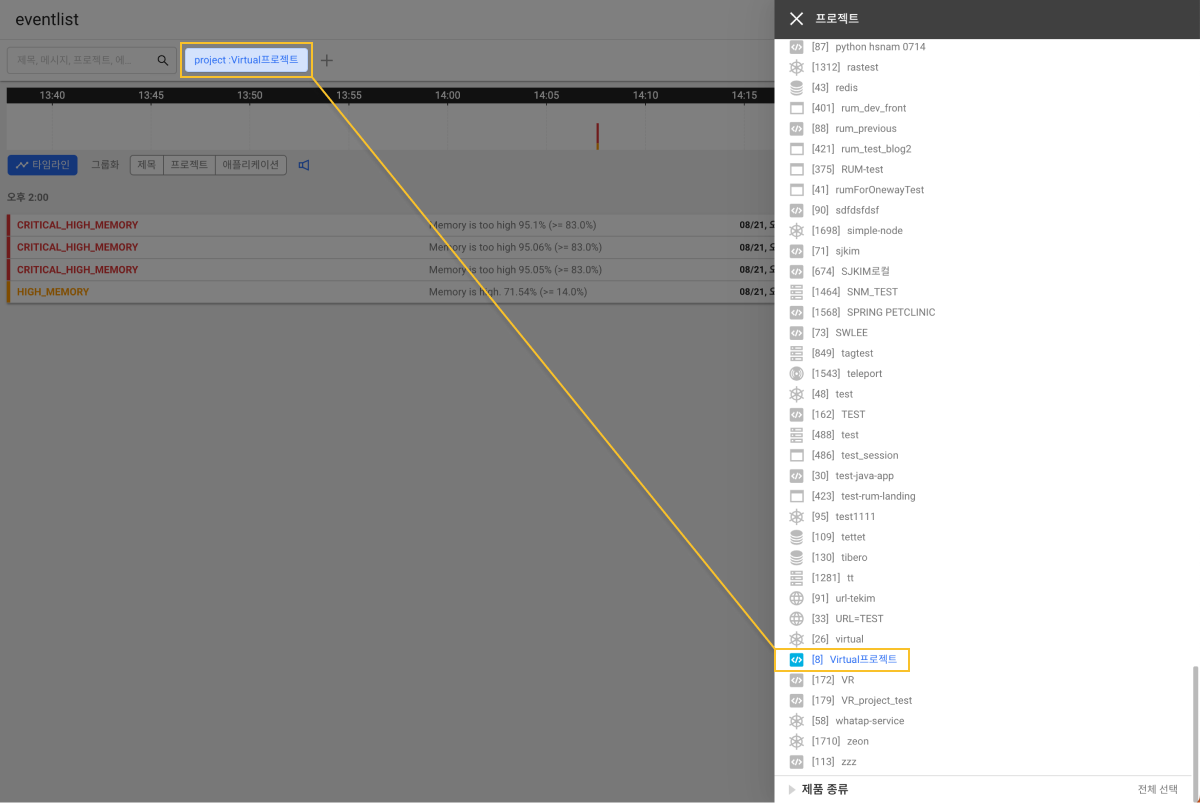 eventlist
제목, 메시지, 프로젝트, 애...
project :Virtual프로젝트
13:40 13:45 13:50 13:55 14:00 14:05 14:10 14:15
타임라인 그룹화 제목 프로젝트 애플리케이션
오후 2:00
CRITICAL_HIGH_MEMORY Memory is too high 95.1% (>= 83.0%) 08/21,
CRITICAL_HIGH_MEMORY Memory is too high 95.06% (>= 83.0%) 08/21,
CRITICAL_HIGH_MEMORY Memory is too high 95.05% (>= 83.0%) 08/21,
HIGH_MEMORY Memory is high. 71.54% (>= 14.0%) 08/21,
프로젝트
[87] python hsnam 0714
[1312] rastest
[43] redis
[401] rum_dev_front
[88] rum_previous
[421] rum_test_blog2
[375] RUM-test
[41] rumForOnewayTest
[90] sdfdsfdsf
[1698] simple-node
[71] sjkim
[674] SJKIM로컬
[1464] SNM_TEST
[1568] SPRING PETCLINIC
[73] SWLEE
[849] tagtest
[1543] teleport
[48] test
[162] TEST
[488] test
[486] test_session
[30] test-java-app
[423] test-rum-landing
[95] test1111
[109] tettet
[130] tibero
[1281] tt
[91] url-tekim
[33] URL=TEST
[26] virtual
[8] Virtual프로젝트
[172] VR
[179] VR_project_test
[58] whatap-service
[1710] zeon
[113] zzz
제품 종류 전체 선택